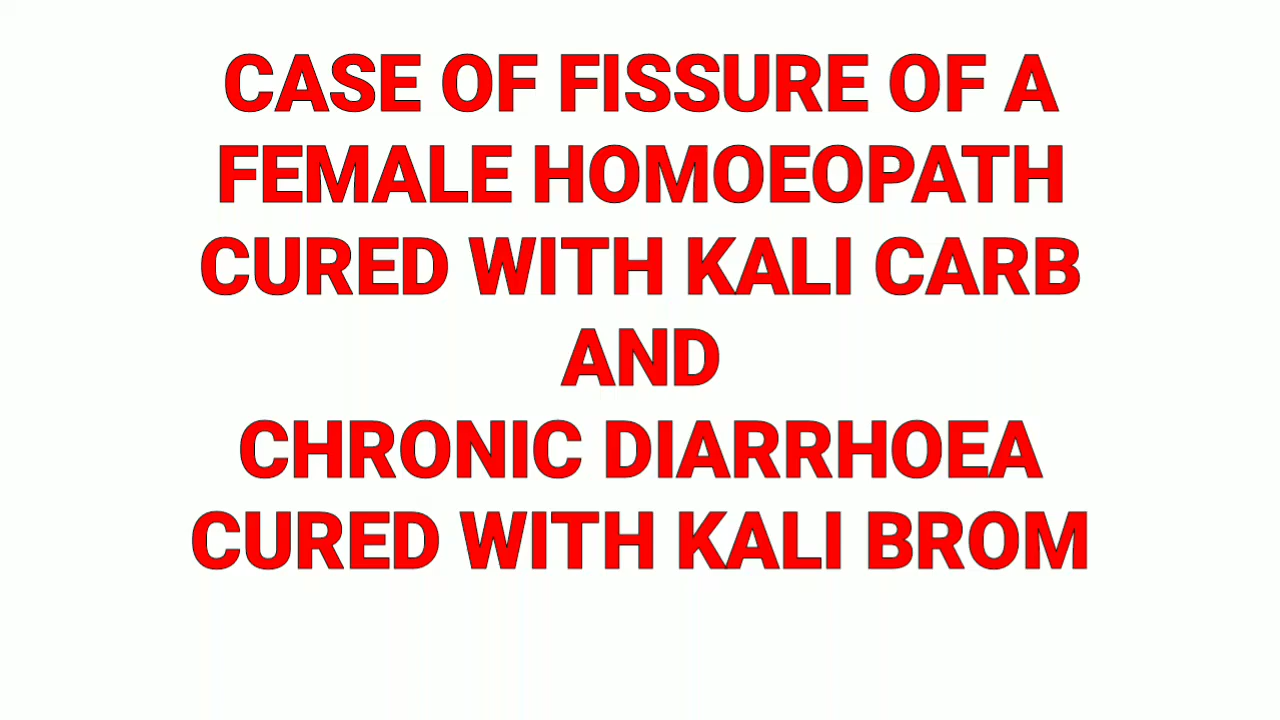 CASE OF FISSURE OF A
FEMALE HOMOEOPATH
CURED WITH KALI CARB
AND
CHRONIC DIARRHOEA
CURED WITH KALI BROM